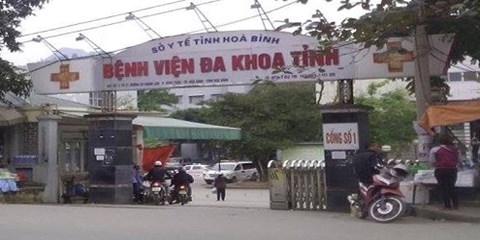 SỞ Y TẾ TỈNH HOÀ BÌNH
BỆNH VIỆN ĐA KHOA TỈNH
CỔNG SỐ 1